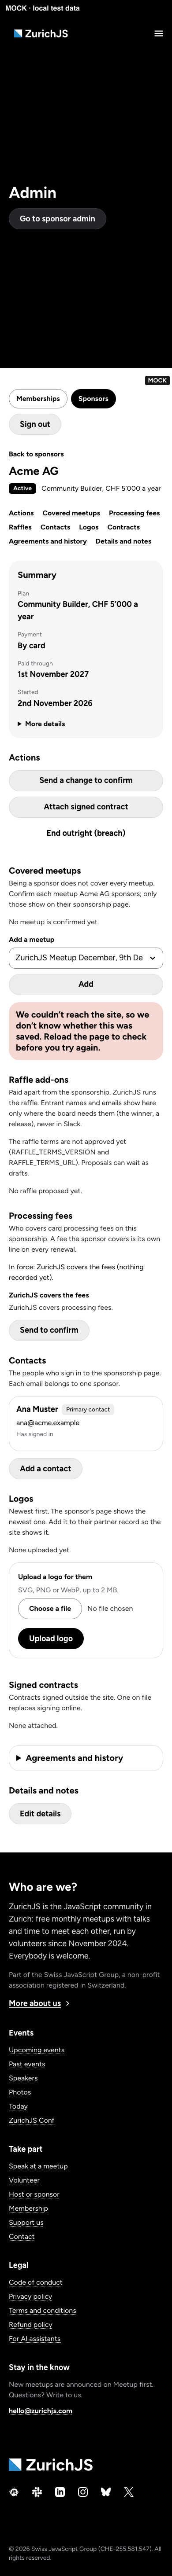 MOCK · local test data
ZurichJS
Admin
Go to sponsor admin
MOCK
Memberships
Sponsors
Sign out
Back to sponsors
Acme AG
Active
Community Builder, CHF 5'000 a year
Actions
Covered meetups
Processing fees
Raffles
Contacts
Logos
Contracts
Agreements and history
Details and notes
Summary
Plan
Community Builder, CHF 5'000 a
year
Payment
By card
Paid through
1st November 2027
Started
2nd November 2026
More details
Actions
Send a change to confirm
Attach signed contract
End outright (breach)
Covered meetups
Being a sponsor does not cover every meetup.
Confirm each meetup Acme AG sponsors; only
those show on their sponsorship page.
No meetup is confirmed yet.
Add a meetup
ZurichJS Meetup December, 9th De
Add
We couldn't reach the site, so we
don't know whether this was
saved. Reload the page to check
before you try again.
Raffle add-ons
Paid apart from the sponsorship. ZurichJS runs
the raffle. Entrant names and emails show here
only when the board needs them (the winner, a
release), never in Slack.
The raffle terms are not approved yet
(RAFFLE_TERMS_VERSION and
RAFFLE_TERMS_URL). Proposals can wait as
drafts.
No raffle proposed yet.
Processing fees
Who covers card processing fees on this
sponsorship. A fee the sponsor covers is its own
line on every renewal.
In force: ZurichJS covers the fees (nothing
recorded yet).
ZurichJS covers the fees
ZurichJS covers processing fees.
Send to confirm
Contacts
The people who sign in to the sponsorship page.
Each email belongs to one sponsor.
Ana Muster
Primary contact
ana@acme.example
Has signed in
Add a contact
Logos
Newest first. The sponsor's page shows the
newest one. Add it to their partner record so the
site shows it.
None uploaded yet.
Upload a logo for them
SVG, PNG or WebP, up to 2 MB.
Choose a file
No file chosen
Upload logo
Signed contracts
Contracts signed outside the site. One on file
replaces signing online.
None attached.
Agreements and history
Details and notes
Edit details
Who are we?
ZurichJS is the JavaScript community in
Zurich: free monthly meetups with talks
and time to meet each other, run by
volunteers since November 2024.
Everybody is welcome.
Part of the Swiss JavaScript Group, a non-profit
association registered in Switzerland.
More about us
Events
Upcoming events
Past events
Speakers
Photos
Today
ZurichJS Conf
Take part
Speak at a meetup
Volunteer
Host or sponsor
Membership
Support us
Contact
Legal
Code of conduct
Privacy policy
Terms and conditions
Refund policy
For AI assistants
Stay in the know
New meetups are announced on Meetup first.
Questions? Write to us.
hello@zurichjs.com
ZurichJS
© 2026 Swiss JavaScript Group (CHE-255.581.547). All
rights reserved.